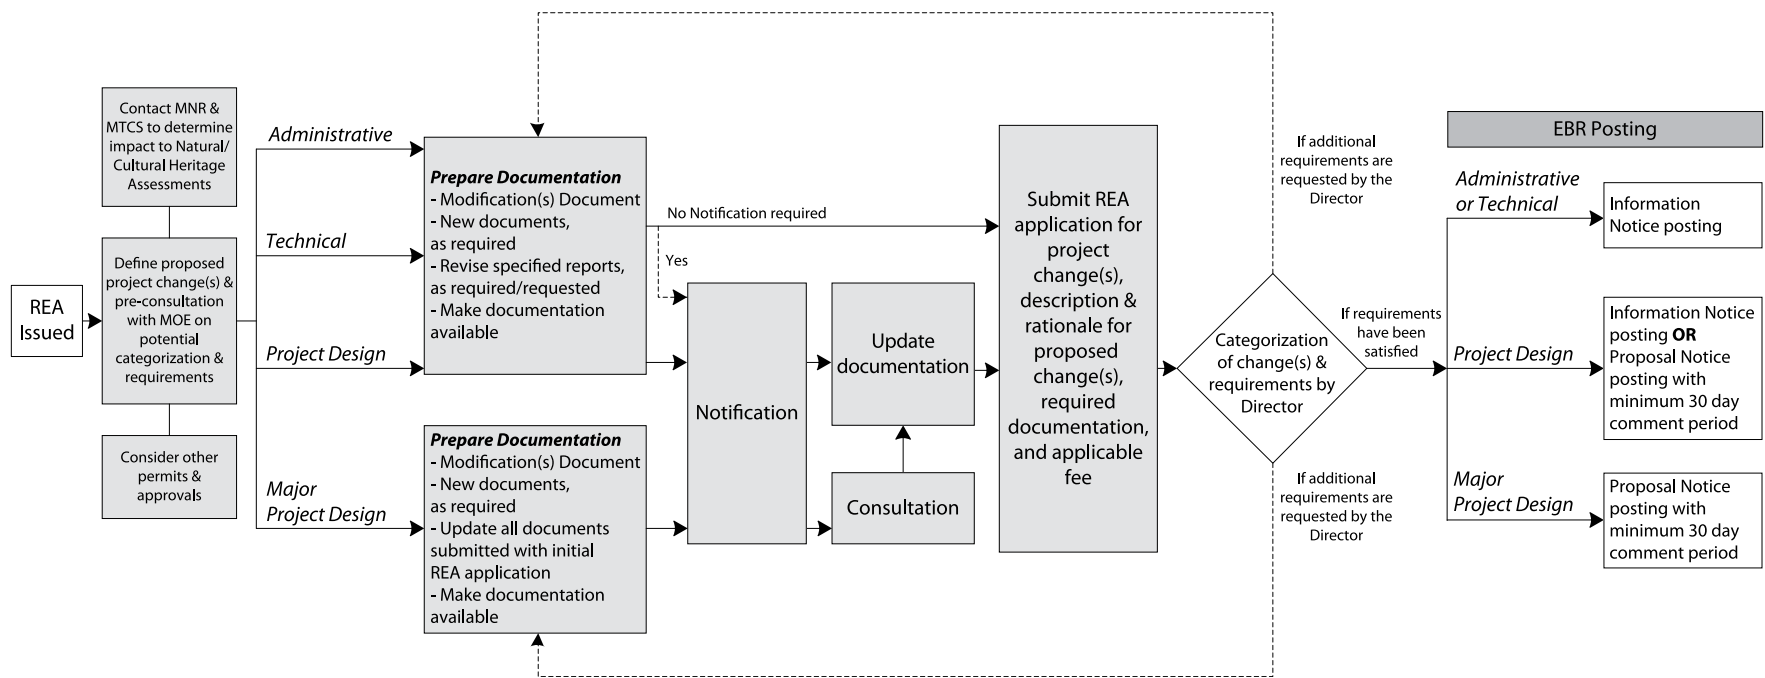 REA
Issued
Contact MNR &
MTCS to determine
impact to Natural/
Cultural Heritage
Assessments
Define proposed
project change(s) &
pre-consultation
with MOE on
potential
categorization &
requirements
Consider other
permits &
approvals
Administrative
Technical
Project Design
Major
Project Design
Prepare Documentation
- Modification(s) Document
- New documents,
as required
- Revise specified reports,
as required/requested
- Make documentation
available
Prepare Documentation
- Modification(s) Document
- New documents,
as required
- Update all documents
submitted with initial
REA application
- Make documentation
available
No Notification required
Yes
Notification
Update
documentation
Consultation
Submit REA
application for
project
change(s),
description &
rationale for
proposed
change(s),
required
documentation,
and applicable
fee
If additional
requirements are
requested by the
Director
Categorization
of change(s) &
requirements by
Director
If additional
requirements are
requested by the
Director
If requirements
have been
satisfied
EBR Posting
Administrative
or Technical
Information
Notice posting
Project Design
Information Notice
posting OR
Proposal Notice
posting with
minimum 30 day
comment period
Major
Project Design
Proposal Notice
posting with
minimum 30 day
comment period